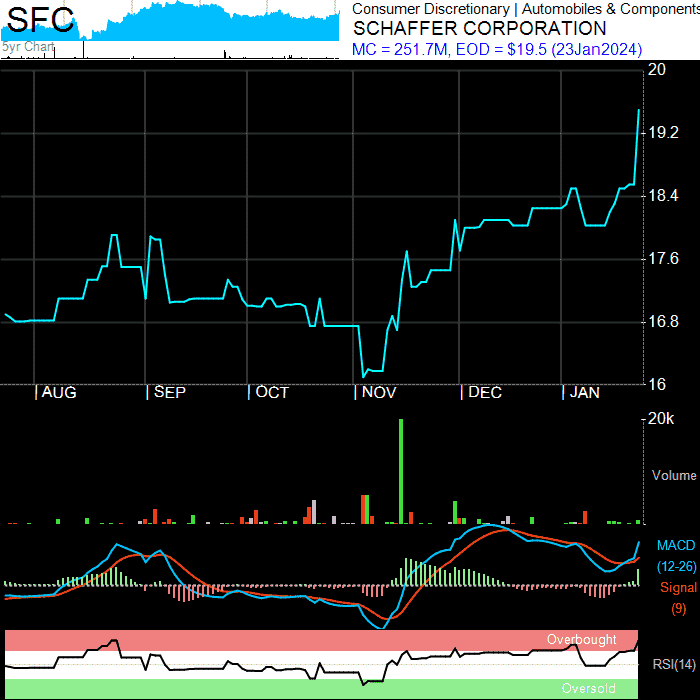 SFC
5yr Chart
Consumer Discretionary | Automobiles & Components
SCHAFFER CORPORATION
MC = 251.7M, EOD = $19.5 (23Jan2024)
20
19.2
18.4
17.6
16.8
16
| AUG | SEP | OCT | NOV | DEC | JAN
20k
Volume
MACD
(12-26)
Signal
(9)
Overbought
RSI(14)
Oversold